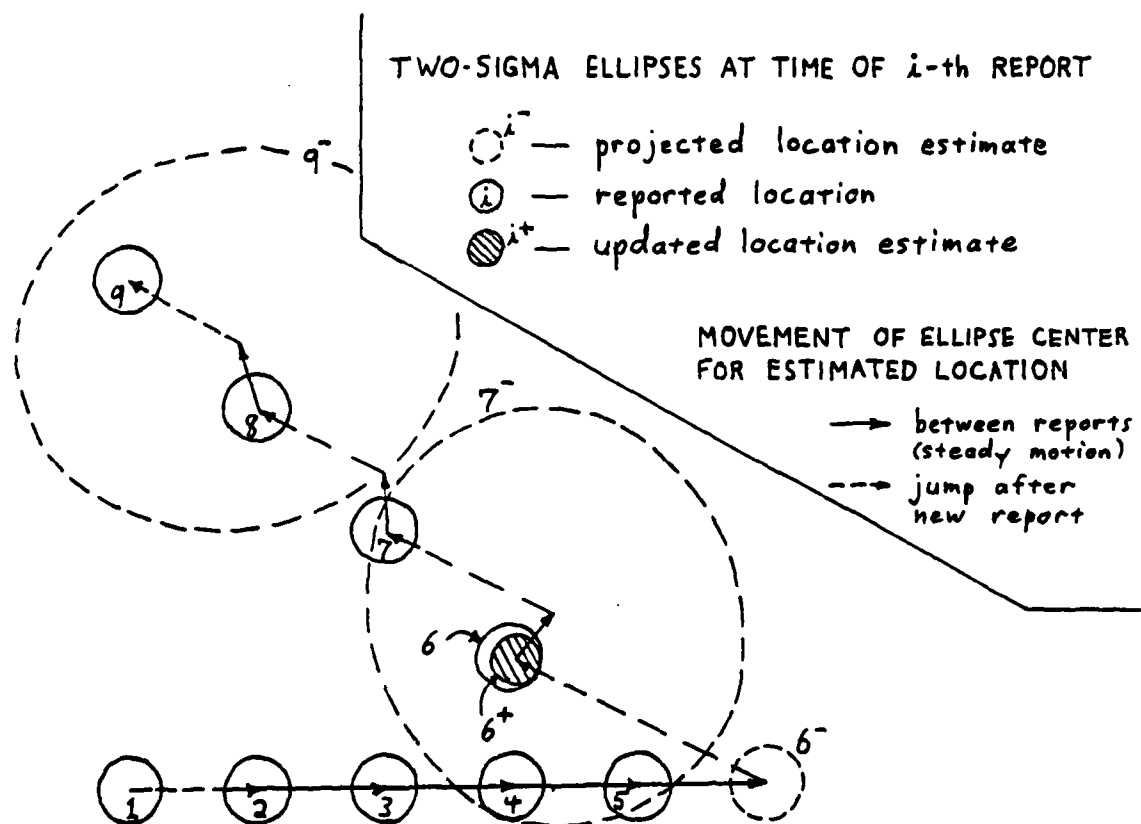 TWO-SIGMA ELLIPSES AT TIME OF i-th REPORT
i⁻ — projected location estimate
i — reported location
i⁺ — updated location estimate
MOVEMENT OF ELLIPSE CENTER
FOR ESTIMATED LOCATION
between reports
(steady motion)
jump after
new report
9⁻
9
8
7⁻
7
6
6⁺
6⁻
1
2
3
4
5